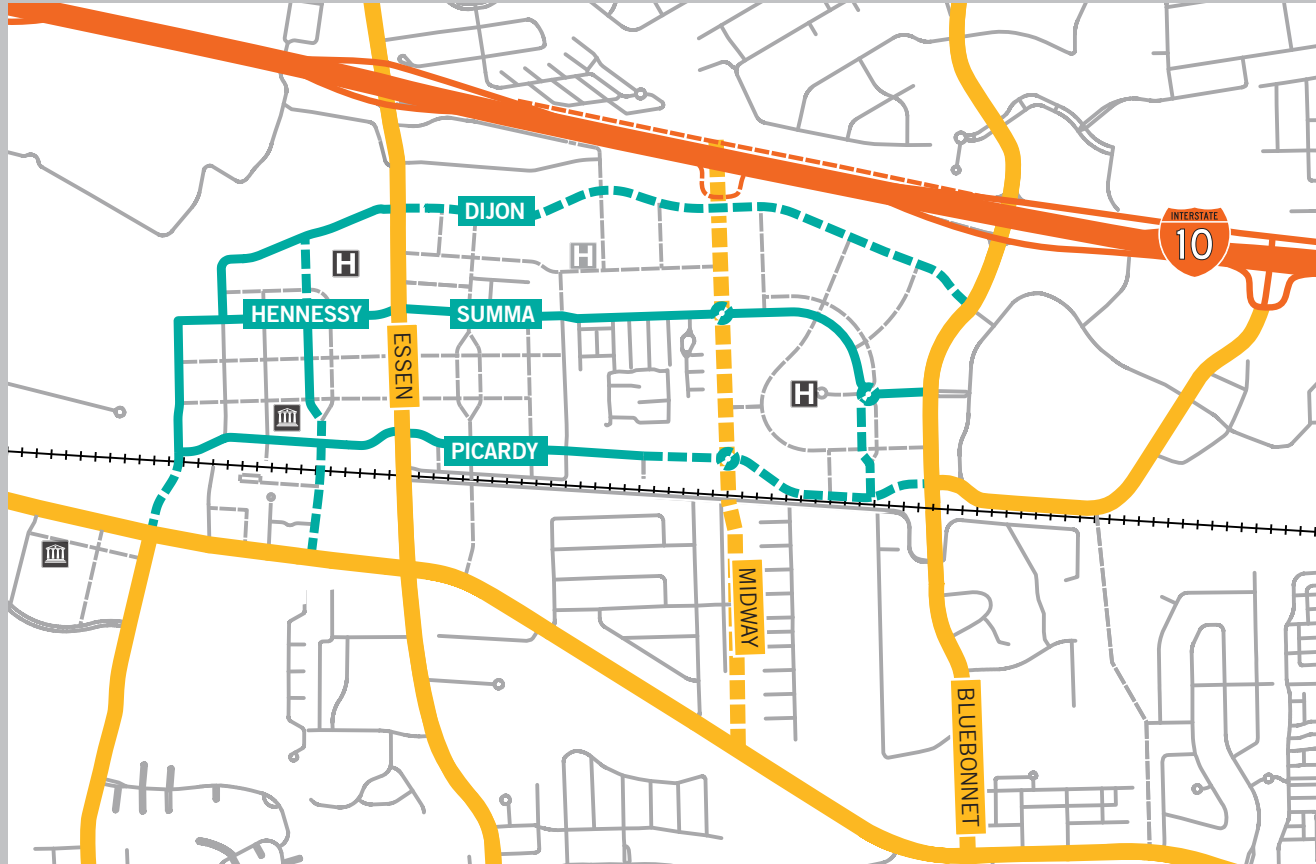 DIJON
INTERSTATE
10
H
H
HENNESSY
SUMMA
ESSEN
H
PICARDY
MIDWAY
BLUEBONNET